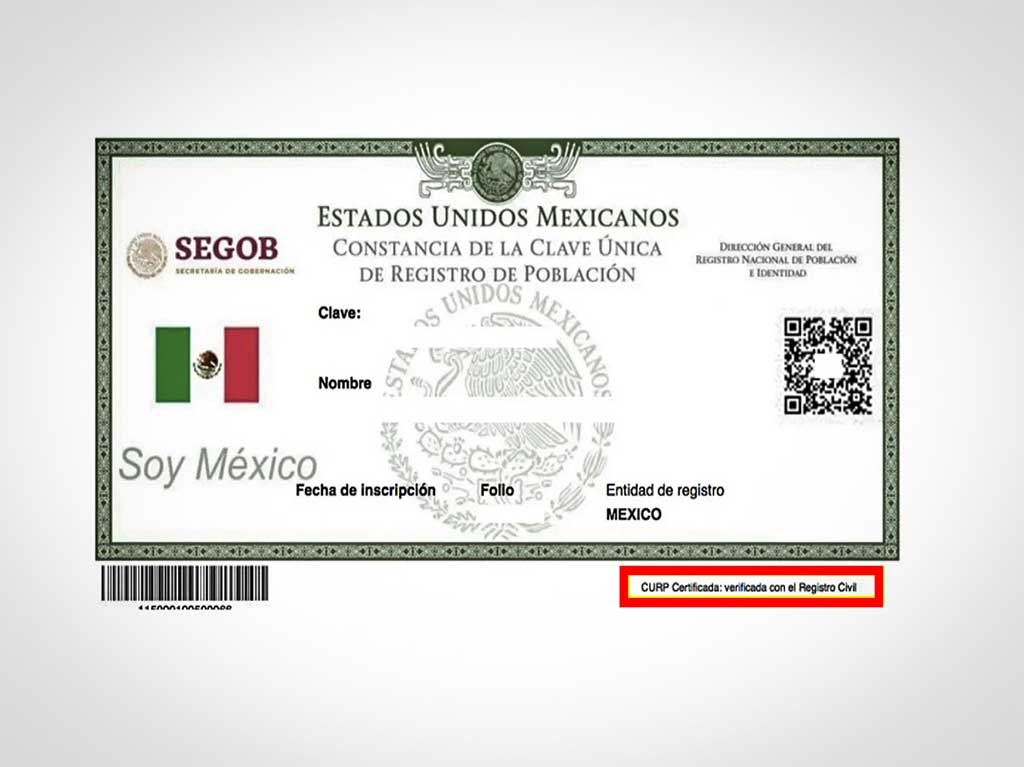 ESTADOS UNIDOS MEXICANOS
CONSTANCIA DE LA CLAVE ÚNICA
DE REGISTRO DE POBLACIÓN
SEGOB
SECRETARÍA DE GOBERNACIÓN
DIRECCIÓN GENERAL DEL
REGISTRO NACIONAL DE POBLACIÓN
E IDENTIDAD
Clave:
ESTADOS UNIDOS MEXICANOS
Nombre
Soy México
Fecha de inscripción
Folio
Entidad de registro
MEXICO
CURP Certificada: verificada con el Registro Civil